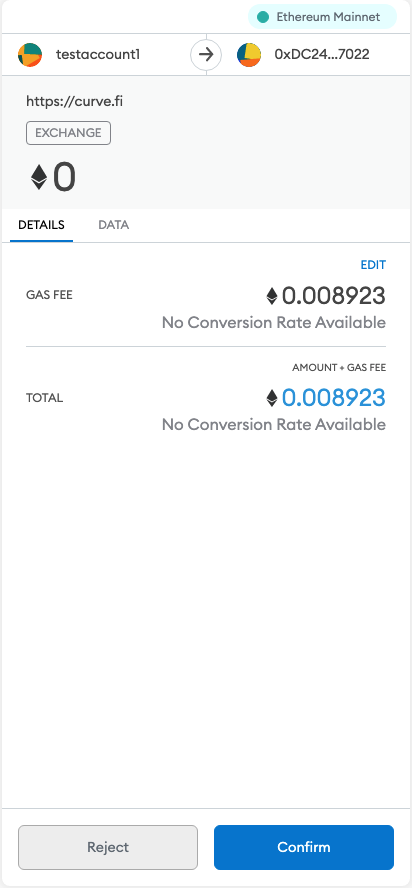 Ethereum Mainnet
testaccount1
0xDC24...7022
https://curve.fi
EXCHANGE
0
DETAILS DATA
EDIT
GAS FEE 0.008923
No Conversion Rate Available
AMOUNT + GAS FEE
TOTAL 0.008923
No Conversion Rate Available
Reject Confirm